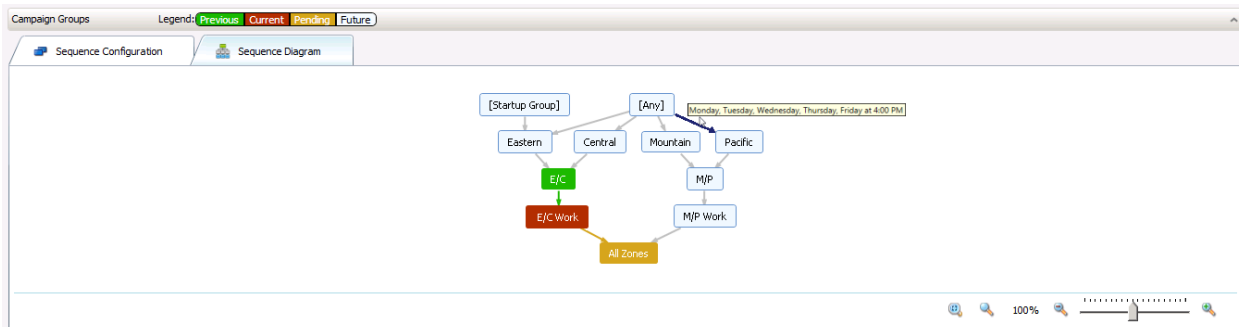 Campaign Groups Legend: Previous Current Pending Future
Sequence Configuration Sequence Diagram
[Startup Group] [Any] Monday, Tuesday, Wednesday, Thursday, Friday at 4:00 PM
Eastern Central Mountain Pacific
E/C M/P
E/C Work M/P Work
All Zones
100%